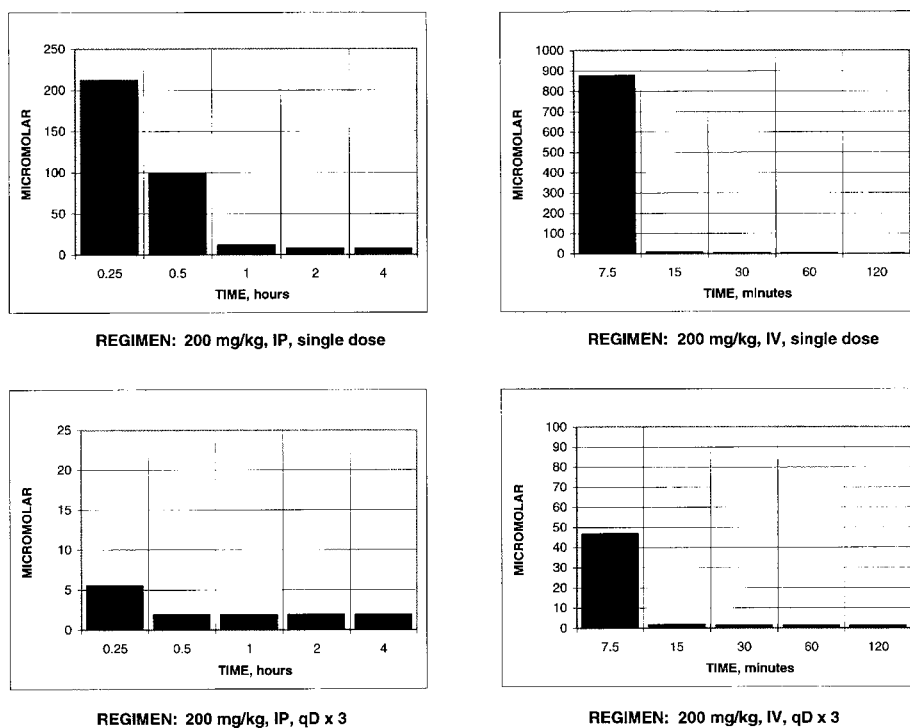 250
200
150
100
50
0
MICROMOLAR
0.25 0.5 1 2 4
TIME, hours
REGIMEN: 200 mg/kg, IP, single dose
1000
900
800
700
600
500
400
300
200
100
0
MICROMOLAR
7.5 15 30 60 120
TIME, minutes
REGIMEN: 200 mg/kg, IV, single dose
25
20
15
10
5
0
MICROMOLAR
0.25 0.5 1 2 4
TIME, hours
REGIMEN: 200 mg/kg, IP, qD x 3
100
90
80
70
60
50
40
30
20
10
0
MICROMOLAR
7.5 15 30 60 120
TIME, minutes
REGIMEN: 200 mg/kg, IV, qD x 3